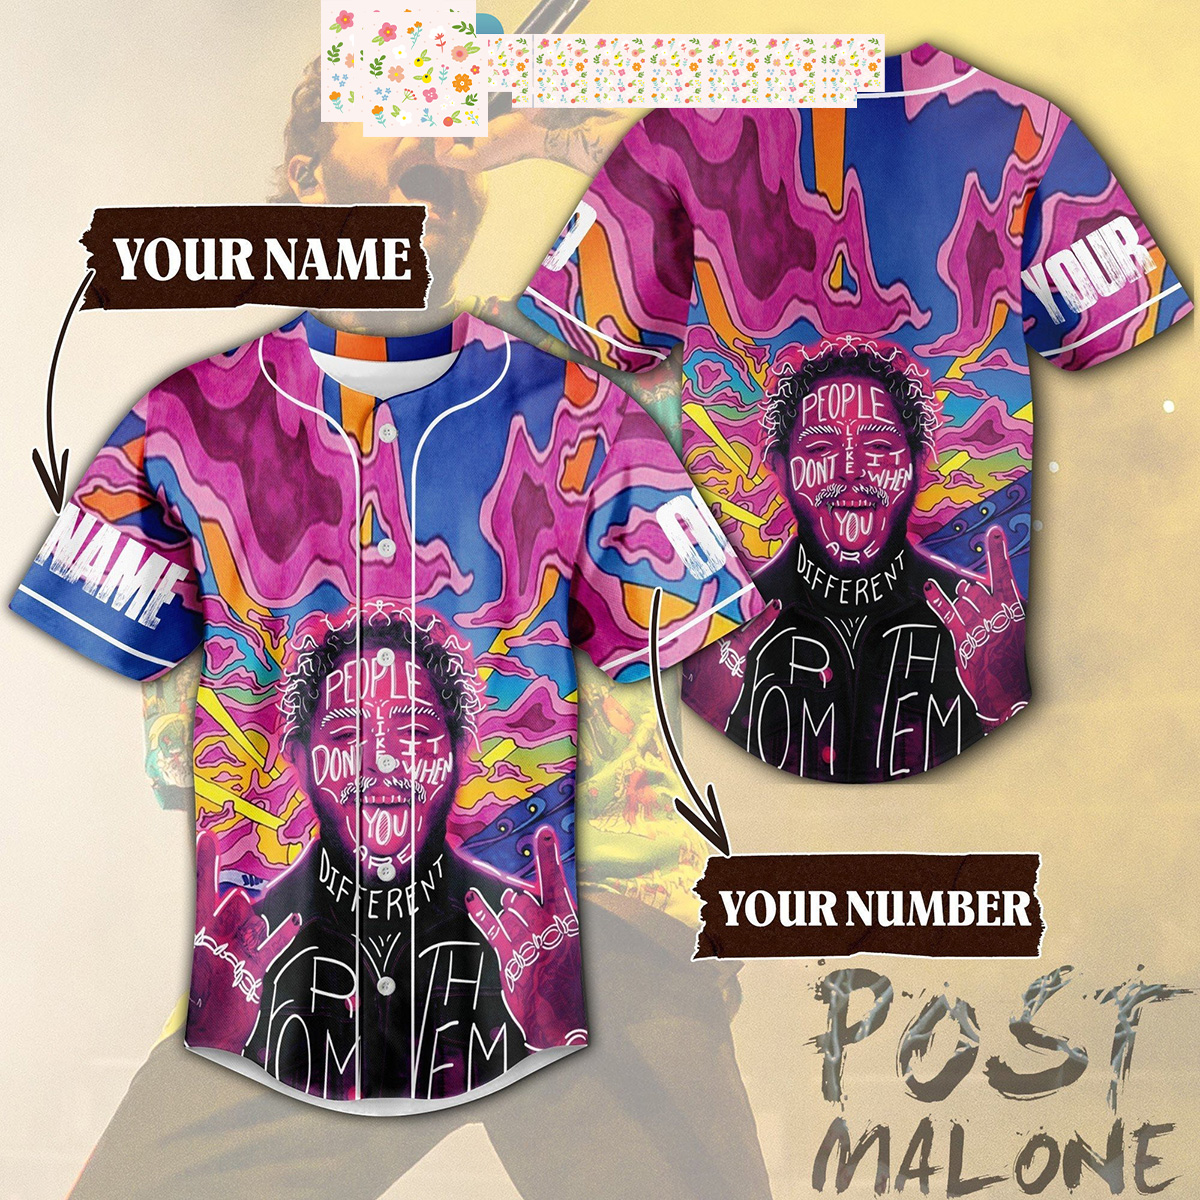 YOUR NAME
YOUR
NAME
PEOPLE
LIKE
DONT IT
WHEN
YOU
ARE
DIFFERENT
FROM THEM
PEOPLE
LIKE
DONT IT
WHEN
YOU
ARE
DIFFERENT
FROM THEM
YOUR NUMBER
POST
MALONE